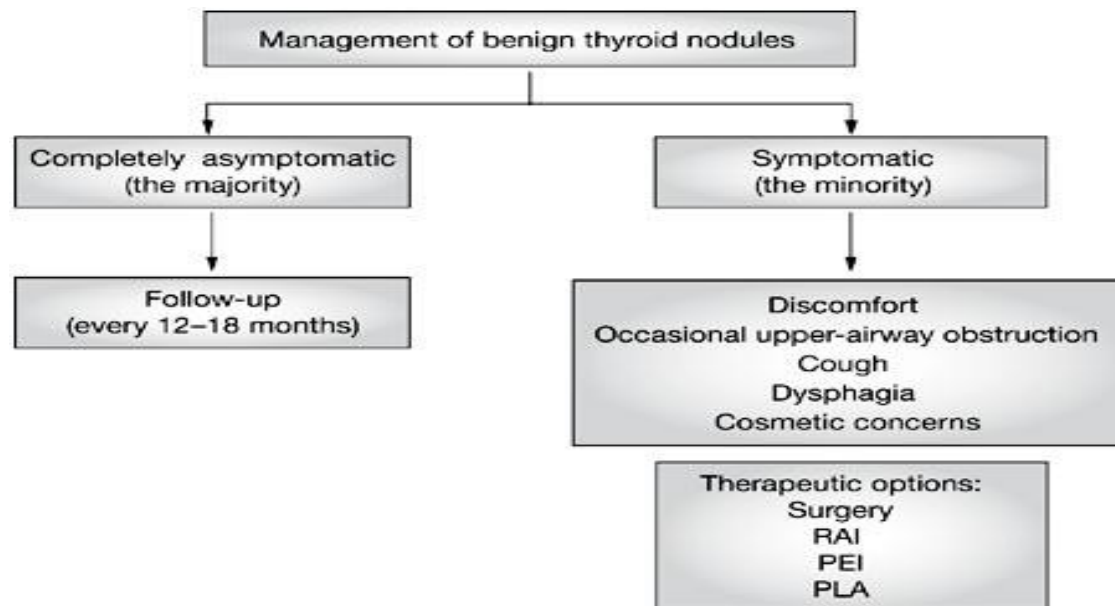 Management of benign thyroid nodules
Completely asymptomatic
(the majority)
Symptomatic
(the minority)
Follow-up
(every 12–18 months)
Discomfort
Occasional upper-airway obstruction
Cough
Dysphagia
Cosmetic concerns
Therapeutic options:
Surgery
RAI
PEI
PLA